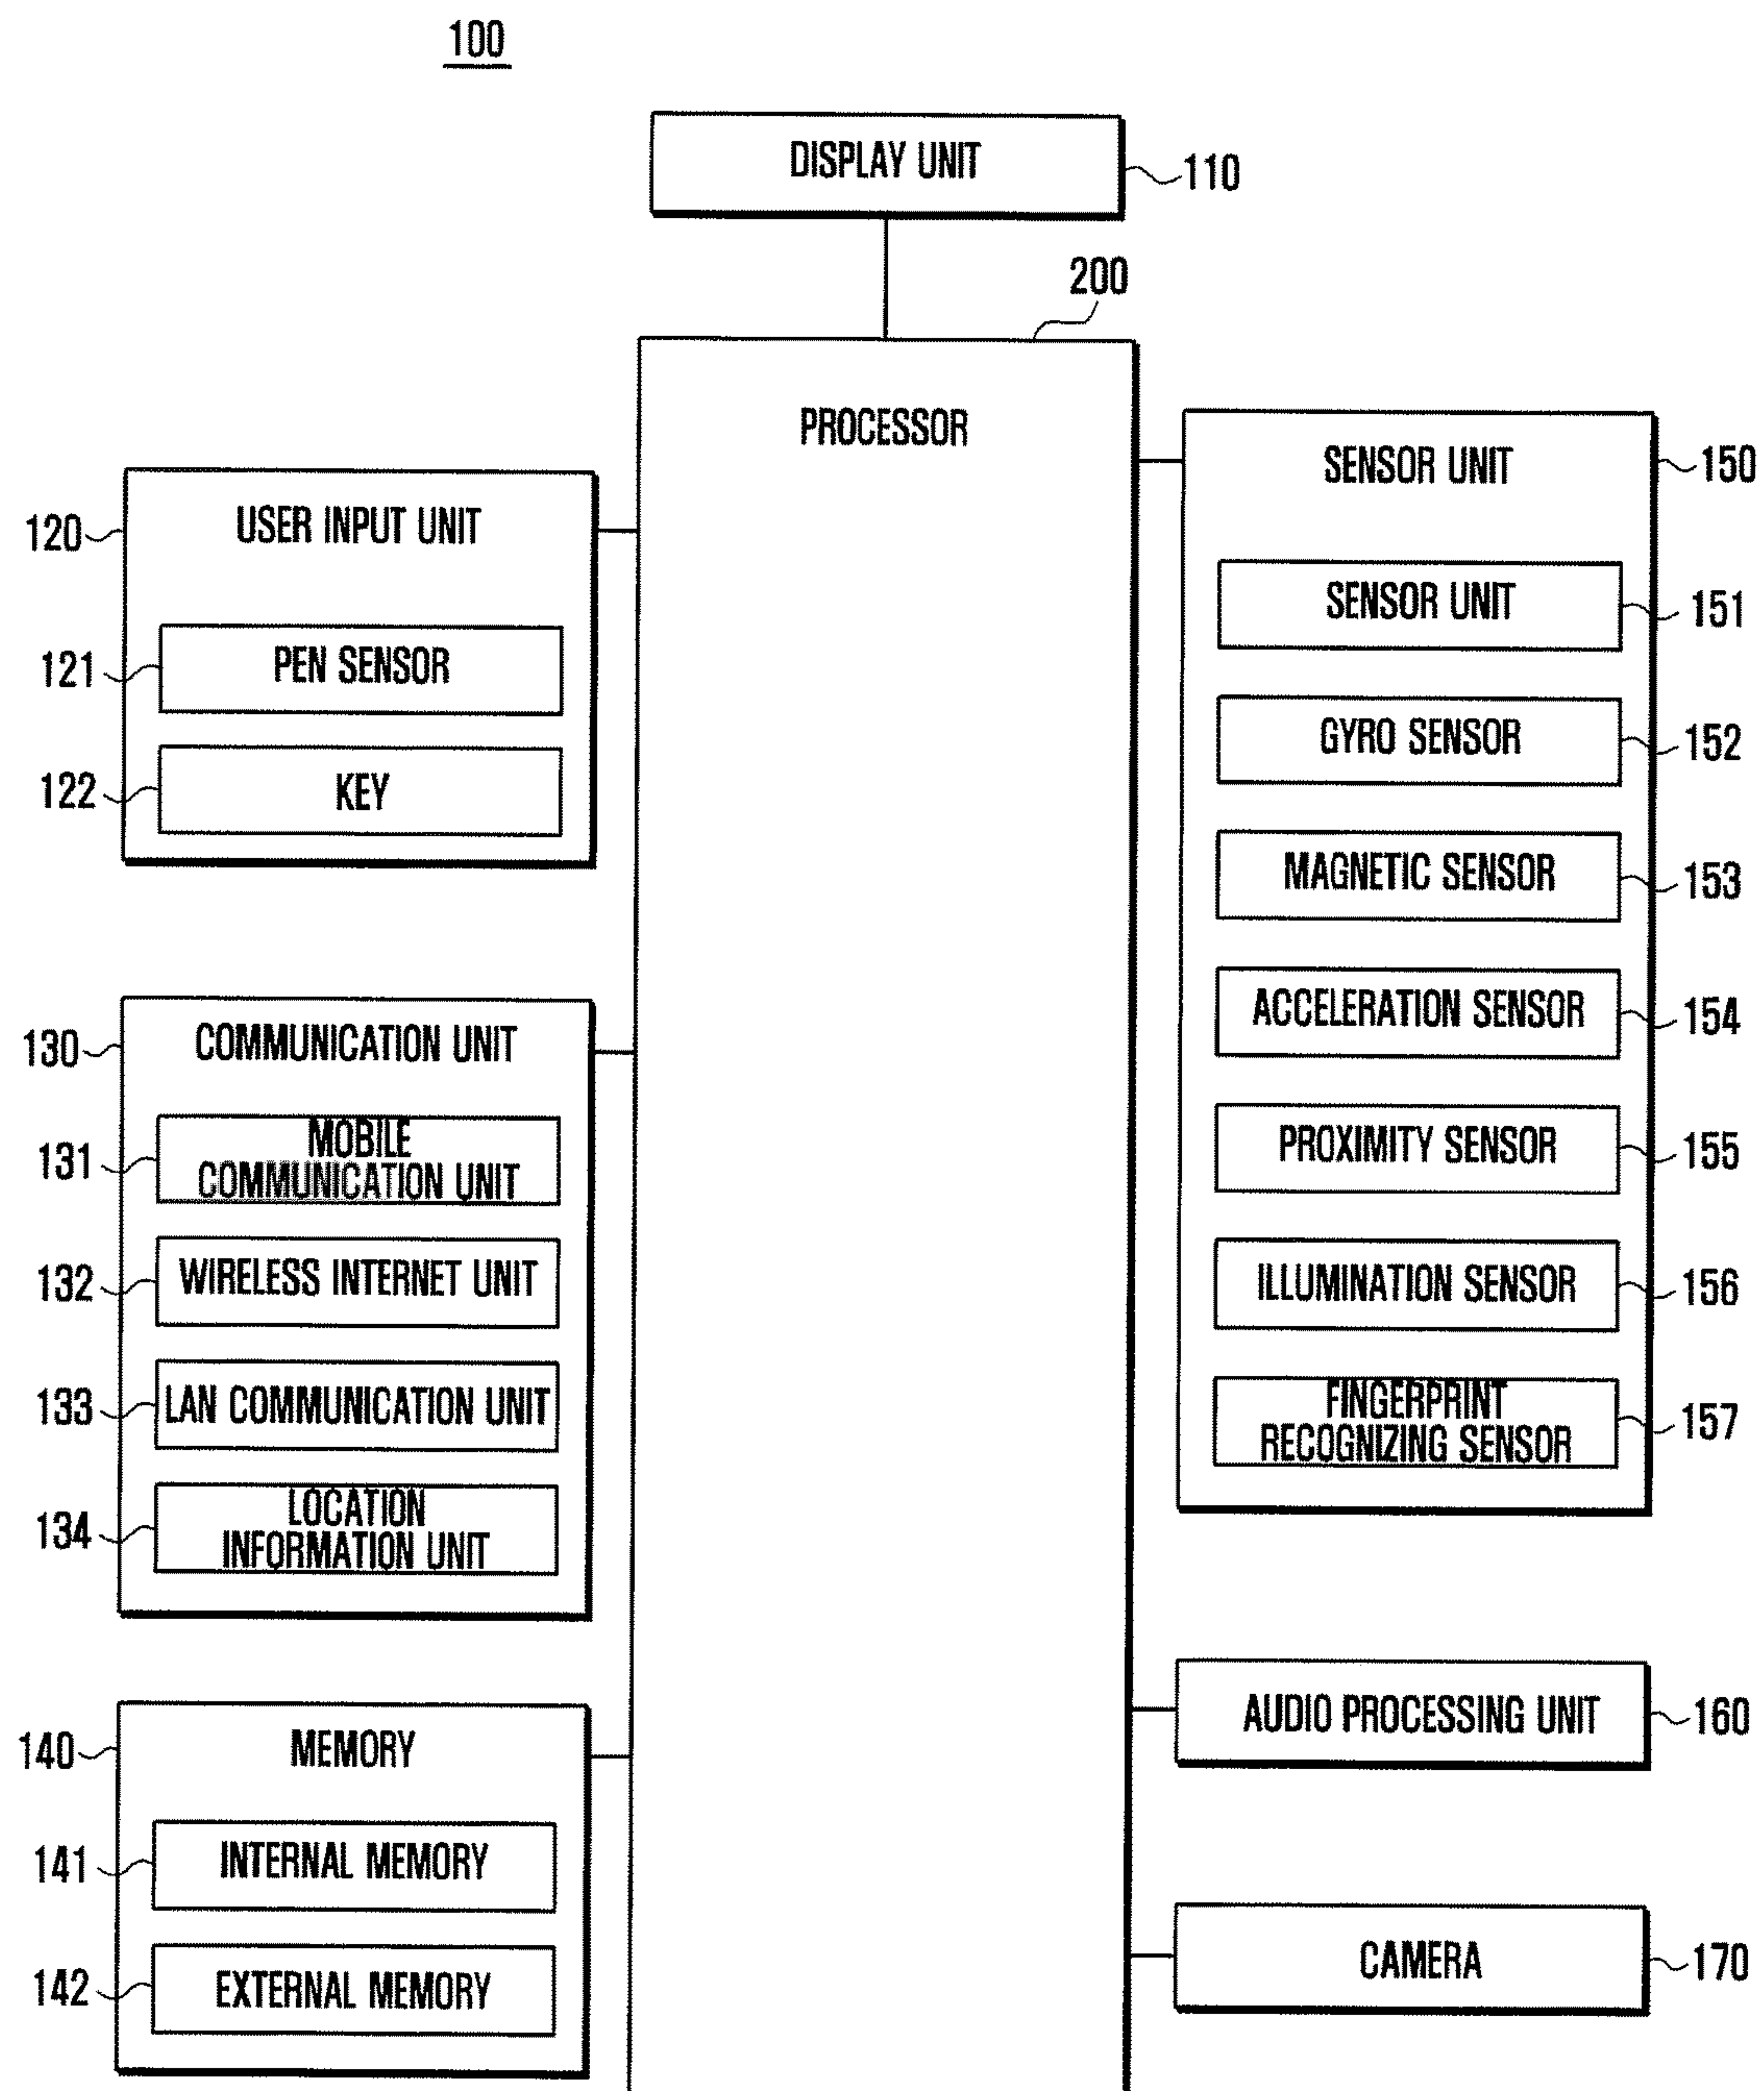 100
DISPLAY UNIT
110
200
PROCESSOR
120
USER INPUT UNIT
121
PEN SENSOR
122
KEY
130
COMMUNICATION UNIT
131
MOBILE
COMMUNICATION UNIT
132
WIRELESS INTERNET UNIT
133
LAN COMMUNICATION UNIT
134
LOCATION
INFORMATION UNIT
140
MEMORY
141
INTERNAL MEMORY
142
EXTERNAL MEMORY
SENSOR UNIT
150
SENSOR UNIT
151
GYRO SENSOR
152
MAGNETIC SENSOR
153
ACCELERATION SENSOR
154
PROXIMITY SENSOR
155
ILLUMINATION SENSOR
156
FINGERPRINT
RECOGNIZING SENSOR
157
AUDIO PROCESSING UNIT
160
CAMERA
170